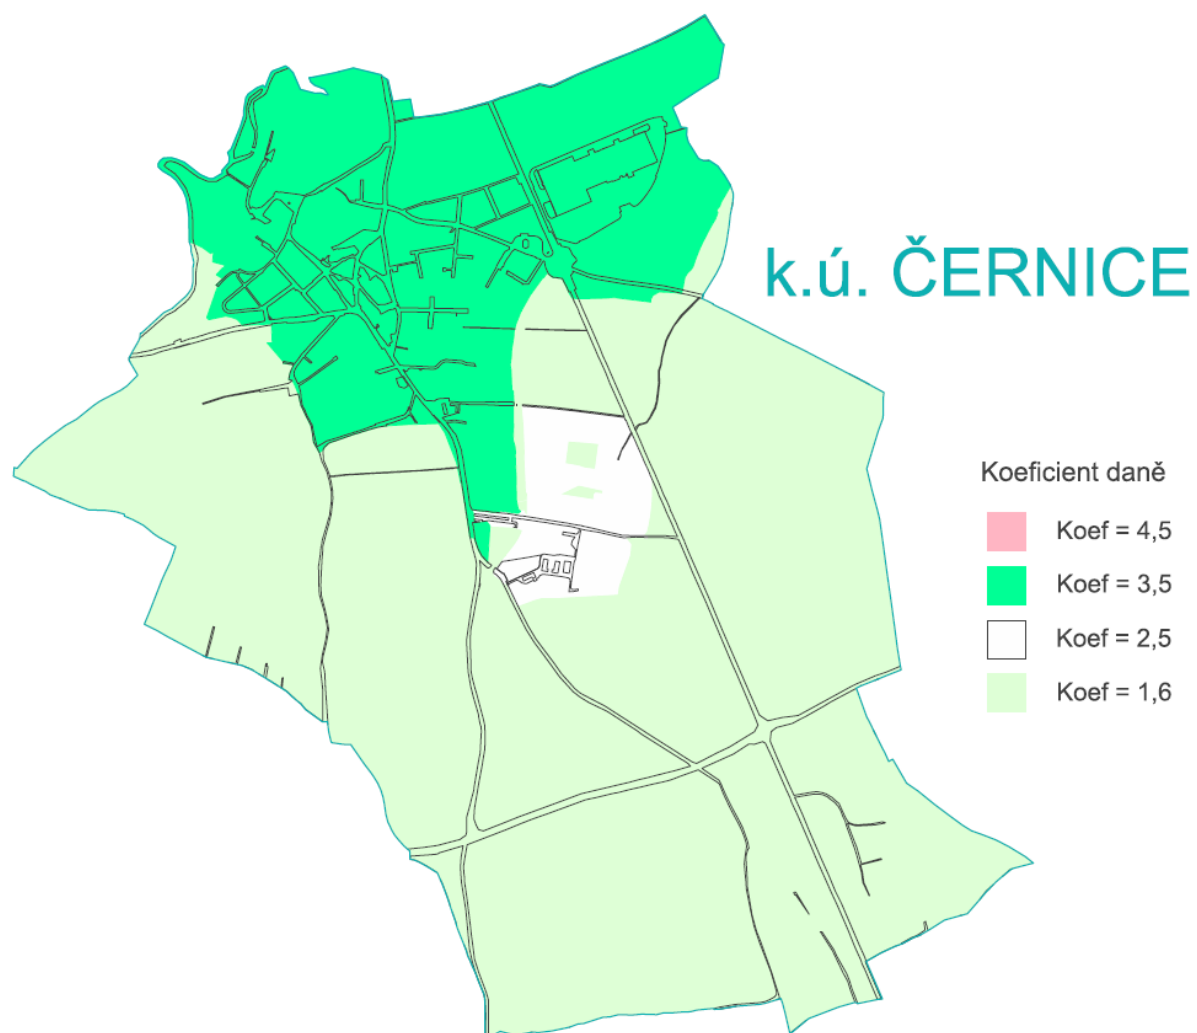 k.ú. ČERNICE
Koeficient daně
Koef = 4,5
Koef = 3,5
Koef = 2,5
Koef = 1,6